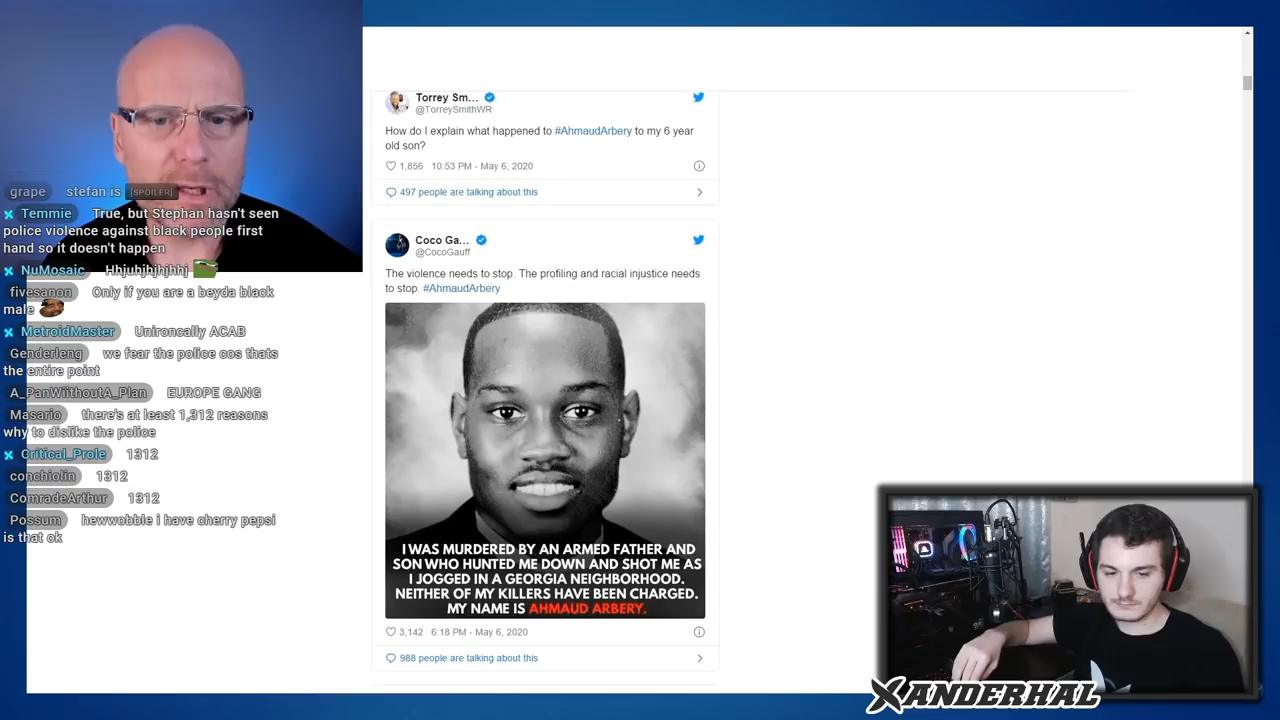 grape stefan is [SPOILER]
Temmie True, but Stephan hasn't seen
police violence against black people first
hand so it doesn't happen
NuMosaic Hhjuhjhjhjhhj
fivesanon Only if you are a beyda black
male
MetroidMaster Unironcally ACAB
Genderleng we fear the police cos thats
the entire point
A_PanWiithoutA_Plan EUROPE GANG
Masario there's at least 1,312 reasons
why to dislike the police
Critical_Prole 1312
conchiolin 1312
ComradeArthur 1312
Possum hewwobble i have cherry pepsi
is that ok
Torrey Sm...
@TorreySmithWR
How do I explain what happened to #AhmaudArbery to my 6 year
old son?
1,856 10:53 PM - May 6, 2020
497 people are talking about this
Coco Ga...
@CocoGauff
The violence needs to stop. The profiling and racial injustice needs
to stop. #AhmaudArbery
I WAS MURDERED BY AN ARMED FATHER AND
SON WHO HUNTED ME DOWN AND SHOT ME AS
I JOGGED IN A GEORGIA NEIGHBORHOOD.
NEITHER OF MY KILLERS HAVE BEEN CHARGED.
MY NAME IS AHMAUD ARBERY.
3,142 6:18 PM - May 6, 2020
988 people are talking about this
XANDERHAL